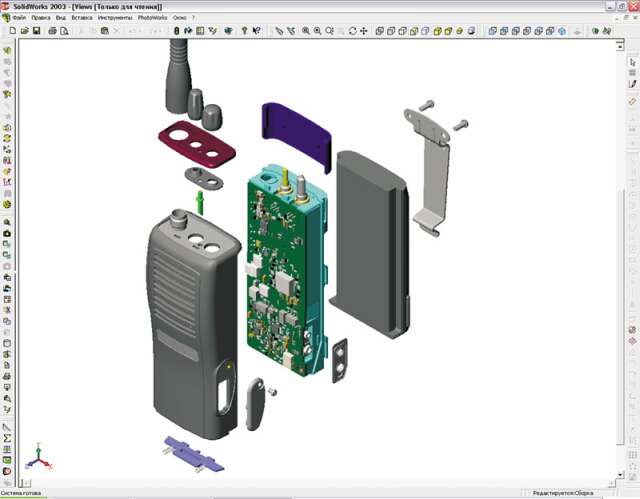 SolidWorks 2003 - [Views [Только для чтения]]
Файл Правка Вид Вставка Инструменты PhotoWorks Окно ?
Система готова
Редактируется: Сборка